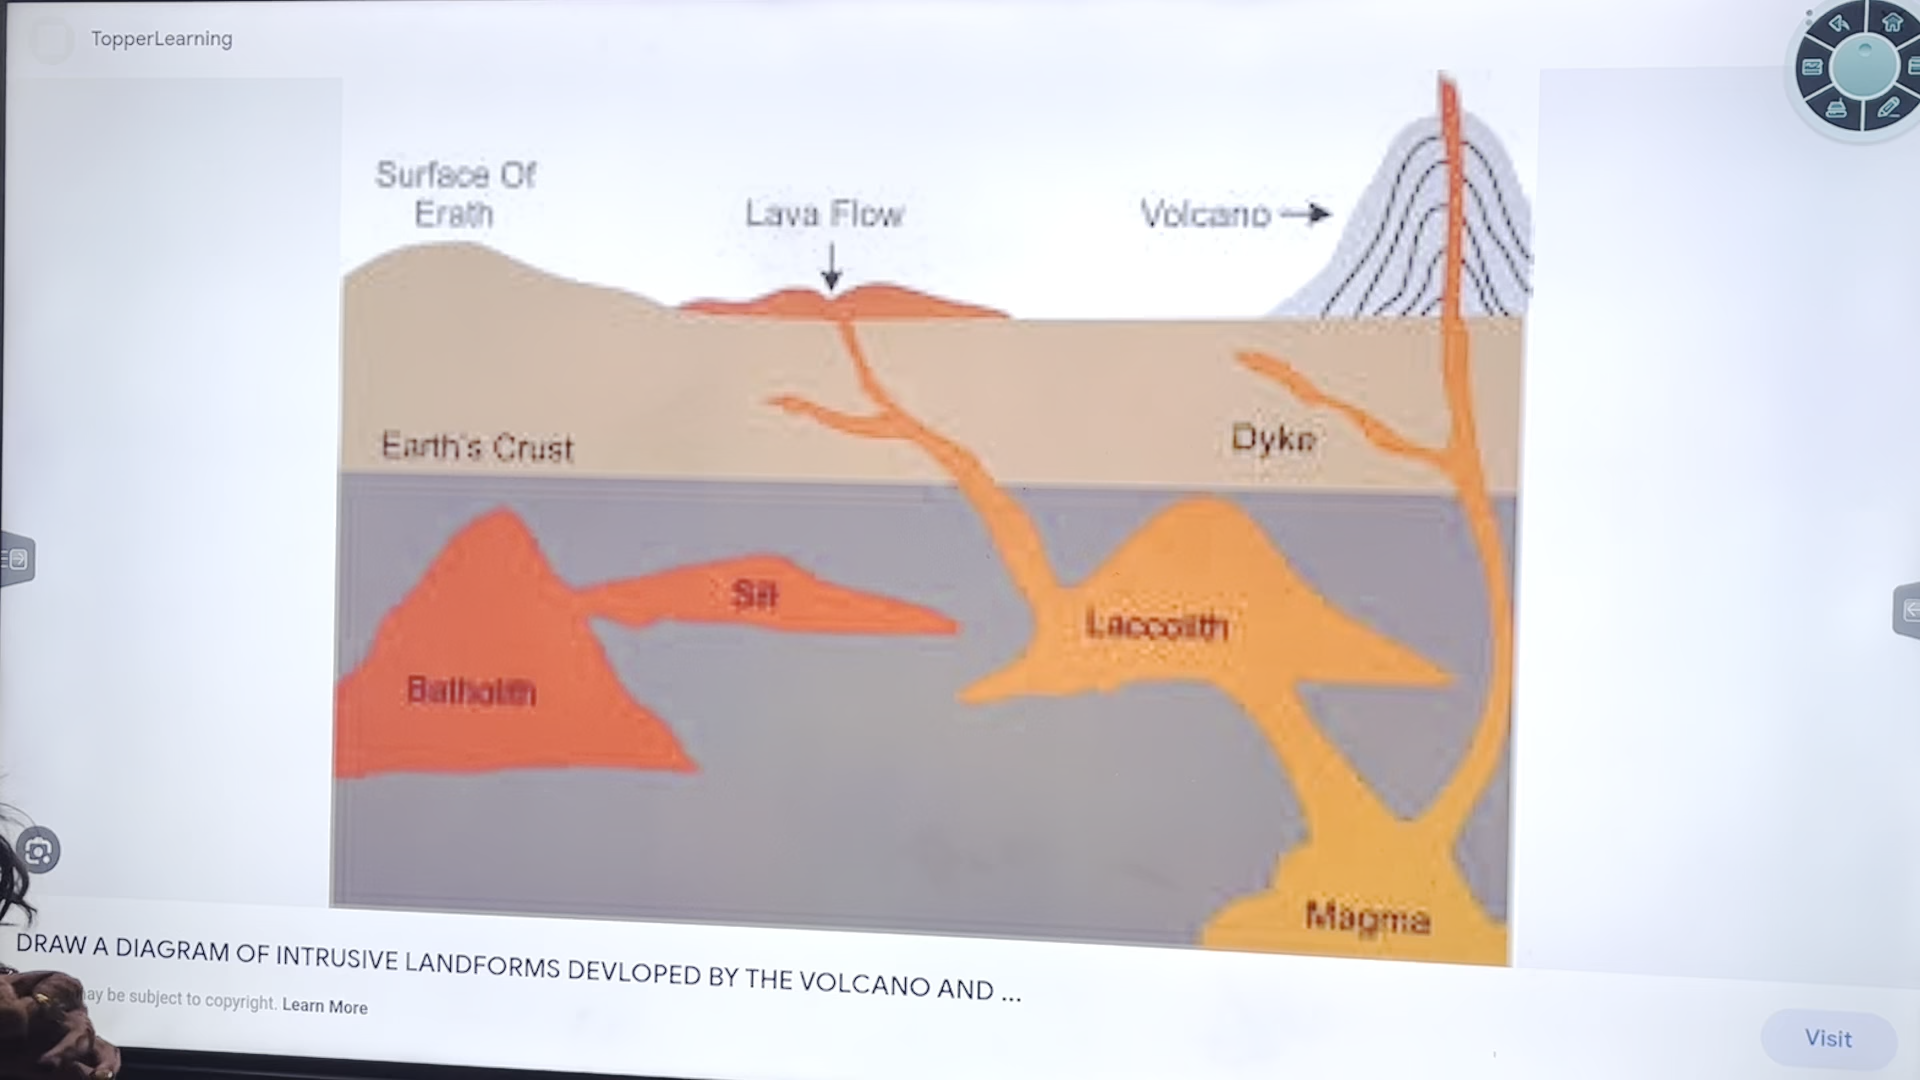 TopperLearning
Surface Of
Erath
Lava Flow
Volcano
Earth's Crust
Dyke
Sill
Laccolith
Batholith
Magma
DRAW A DIAGRAM OF INTRUSIVE LANDFORMS DEVLOPED BY THE VOLCANO AND ...
may be subject to copyright. Learn More
Visit